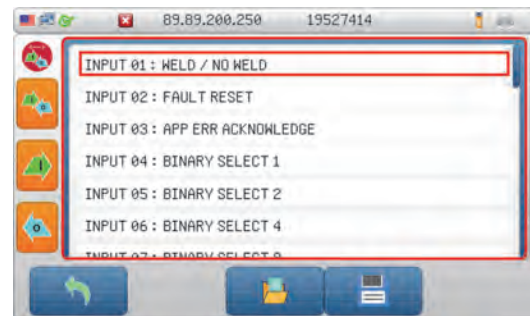 89.89.200.250 19527414
INPUT 01 : WELD / NO WELD
INPUT 02 : FAULT RESET
INPUT 03 : APP ERR ACKNOWLEDGE
INPUT 04 : BINARY SELECT 1
INPUT 05 : BINARY SELECT 2
INPUT 06 : BINARY SELECT 4